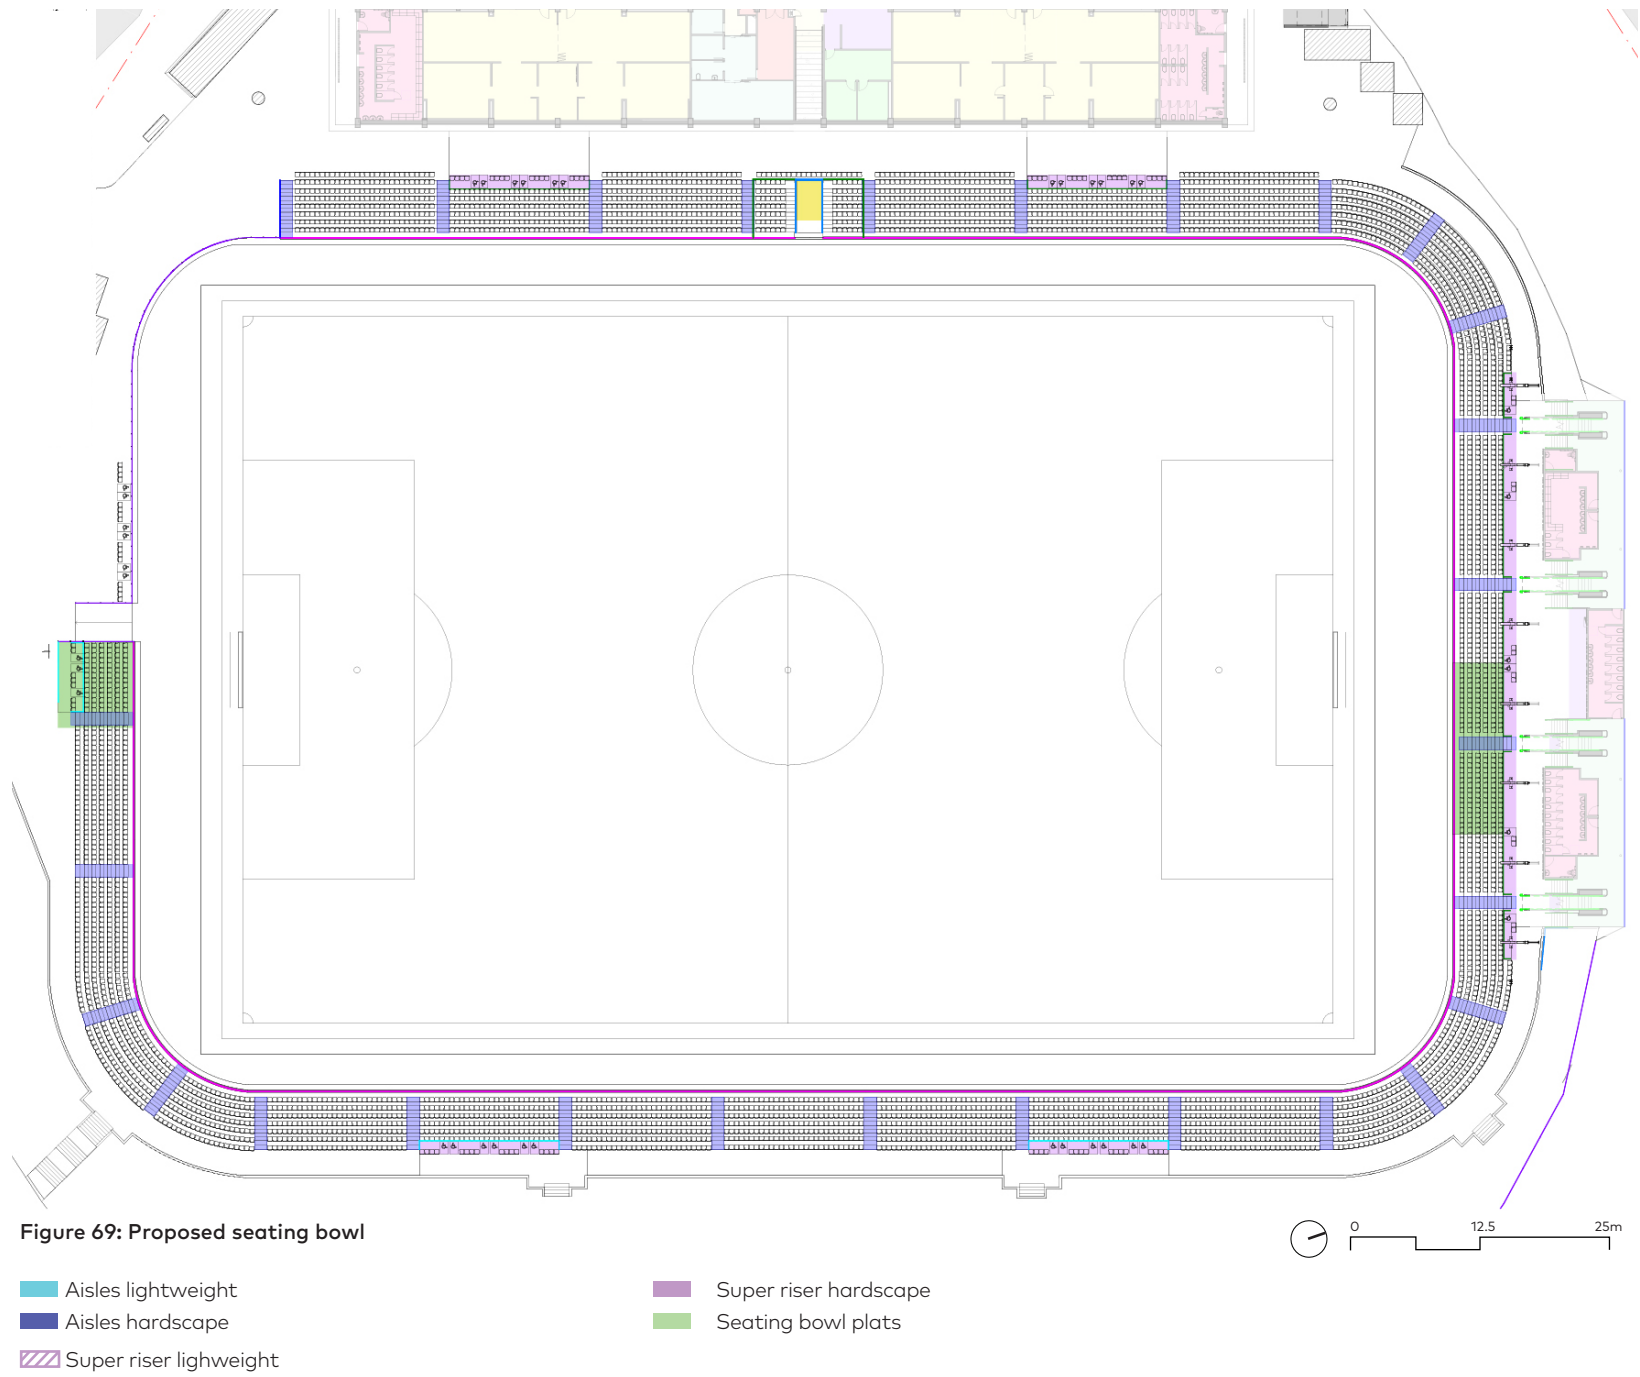 Figure 69: Proposed seating bowl
0 12.5 25m
Aisles lightweight
Aisles hardscape
Super riser lighweight
Super riser hardscape
Seating bowl plats